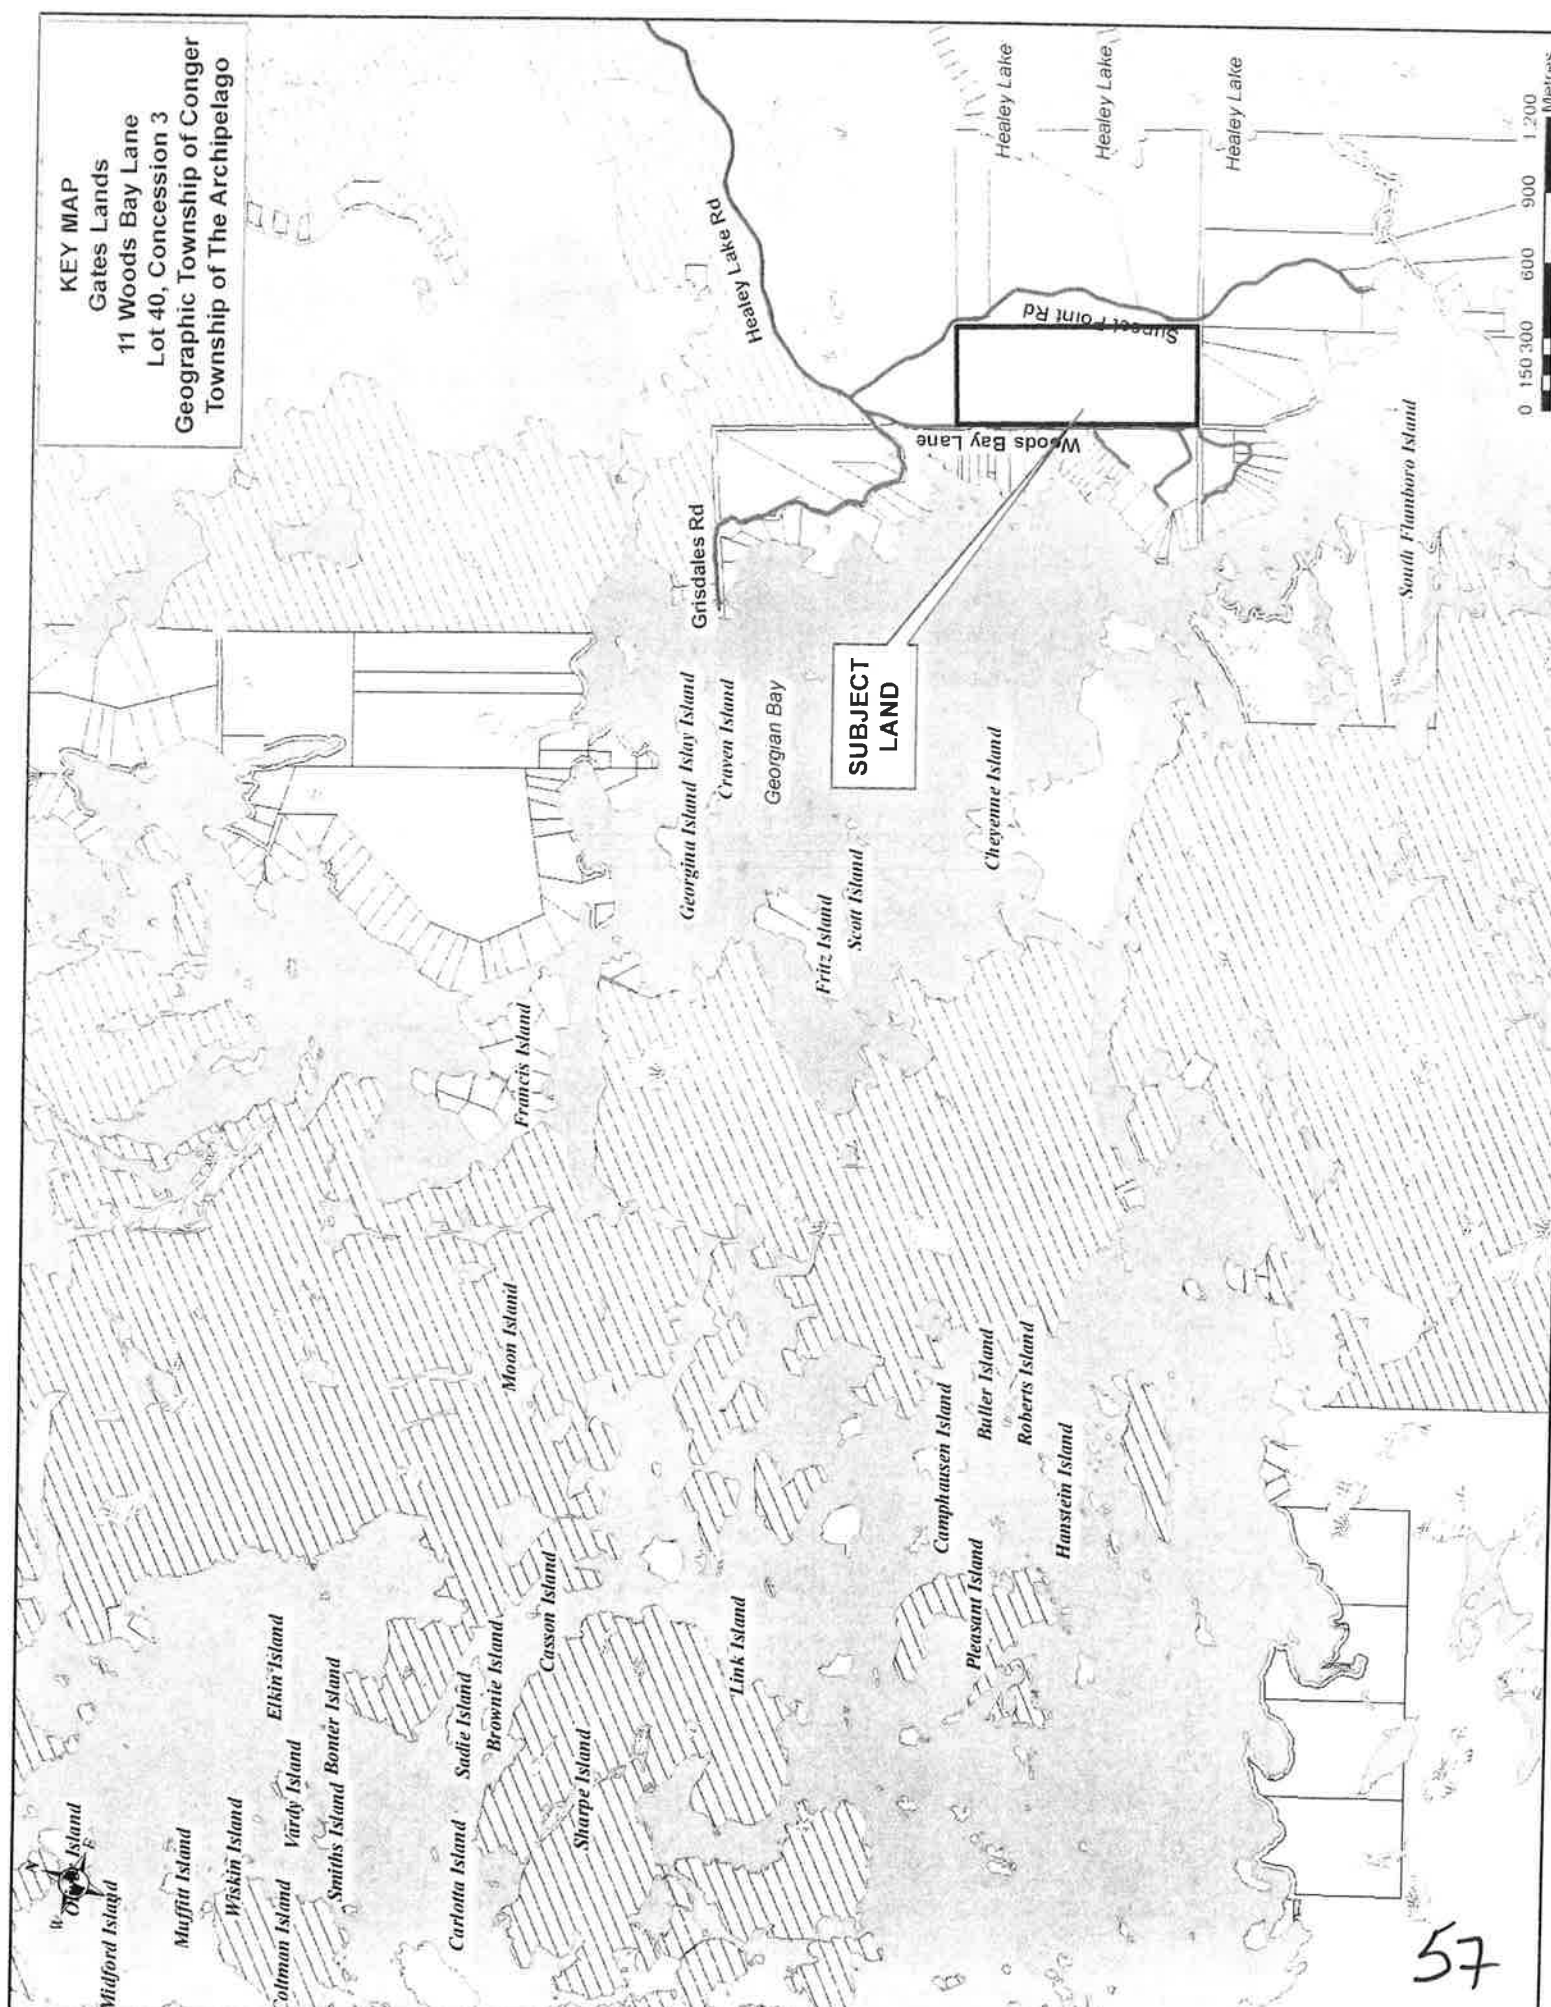 KEY MAP
Gates Lands
11 Woods Bay Lane
Lot 40, Concession 3
Geographic Township of Conger
Township of The Archipelago
Healey Lake Rd
Healey Lake
Healey Lake
Healey Lake
Sunset Point Rd
Woods Bay Lane
Grisdales Rd
SUBJECT
LAND
South Flamboro Island
Georgina Island
Islay Island
Craven Island
Georgian Bay
Cheyenne Island
Fritz Island
Scott Island
Francis Island
Moon Island
Camphausen Island
Buller Island
Roberts Island
Hanstein Island
Pleasant Island
Link Island
Casson Island
Brownie Island
Sadie Island
Sharpe Island
Carlotta Island
Elkin Island
Bonter Island
Vardy Island
Smiths Island
Wiskin Island
Muffitt Island
Island
Midford Island
Coltman Island
N
W
E
0 150 300 600 900 1,200
Metres
57